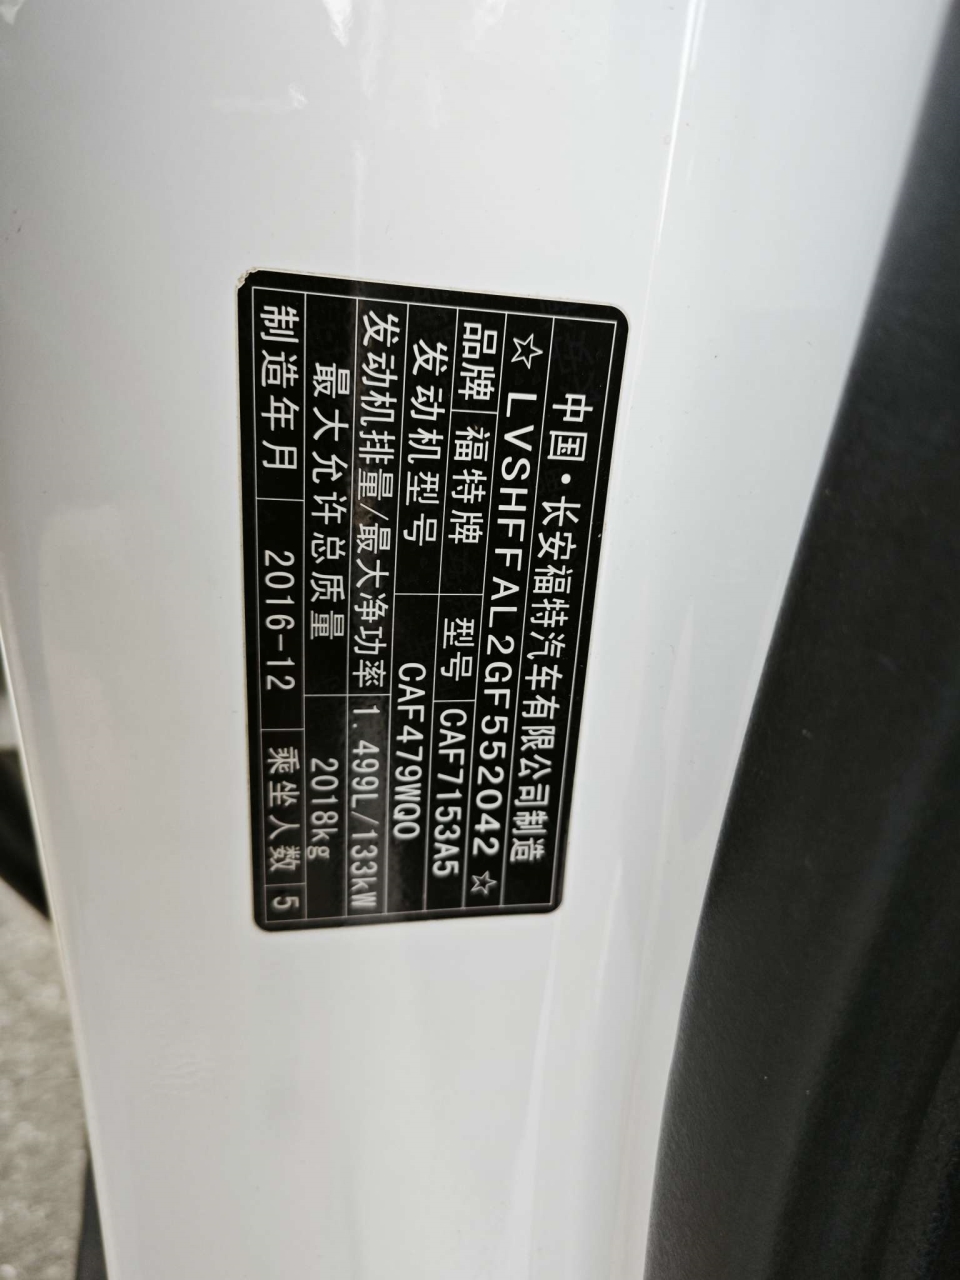 中国·长安福特汽车有限公司制造
☆LVSHFFAL2GF552042☆
品牌 福特牌 型号 CAF7153A5
发动机型号 CAF479WQ0
发动机排量/最大净功率 1.499L/133kW
最大允许总质量 2018kg
制造年月 2016-12 乘坐人数 5